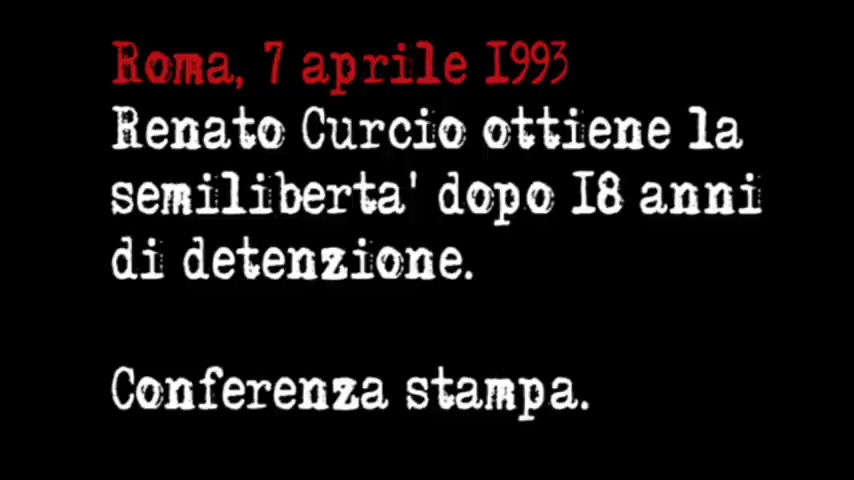 Roma, 7 aprile 1993
Renato Curcio ottiene la
semiliberta' dopo 18 anni
di detenzione.
Conferenza stampa.